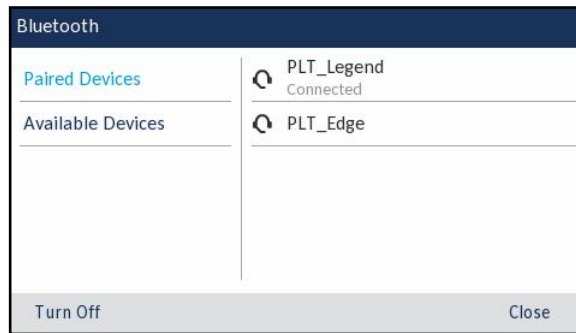 Bluetooth
Paired Devices
Available Devices
PLT_Legend
Connected
PLT_Edge
Turn Off
Close